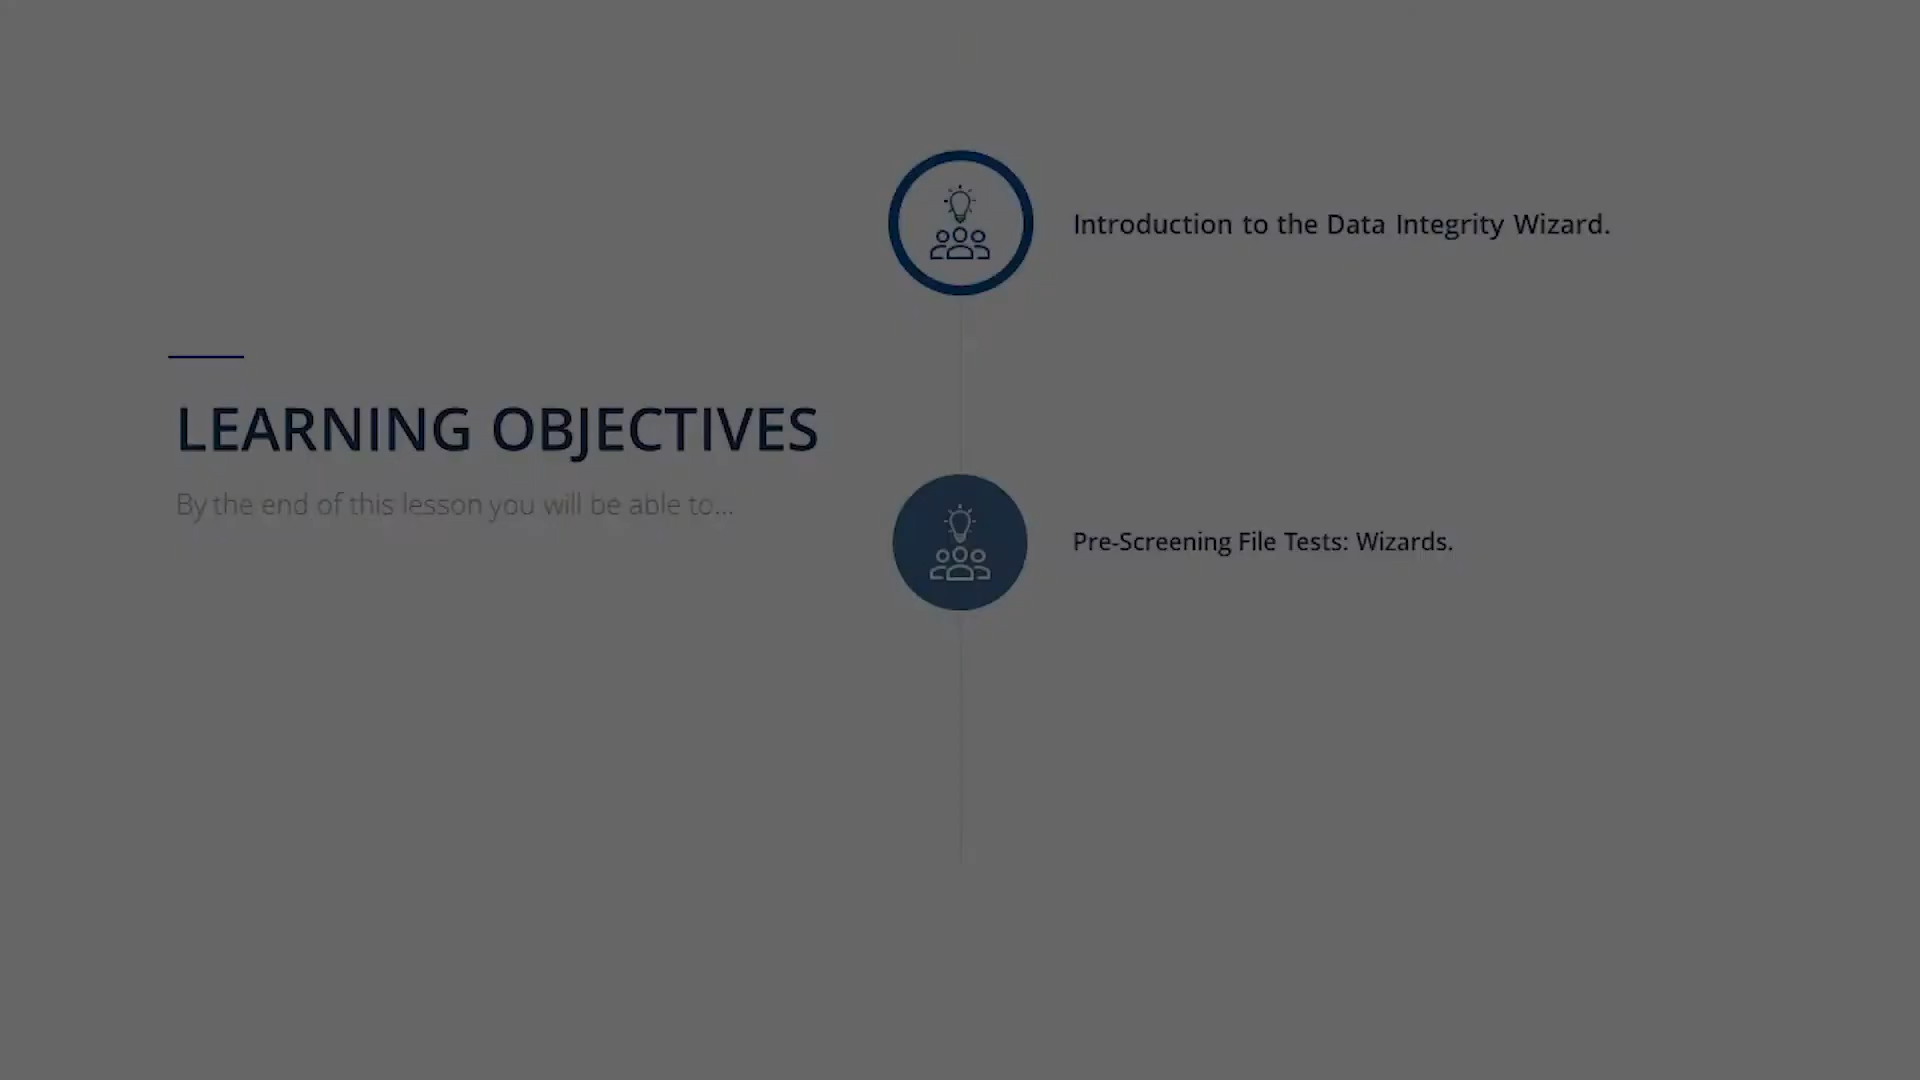 LEARNING OBJECTIVES
By the end of this lesson you will be able to...
Introduction to the Data Integrity Wizard.
Pre-Screening File Tests: Wizards.